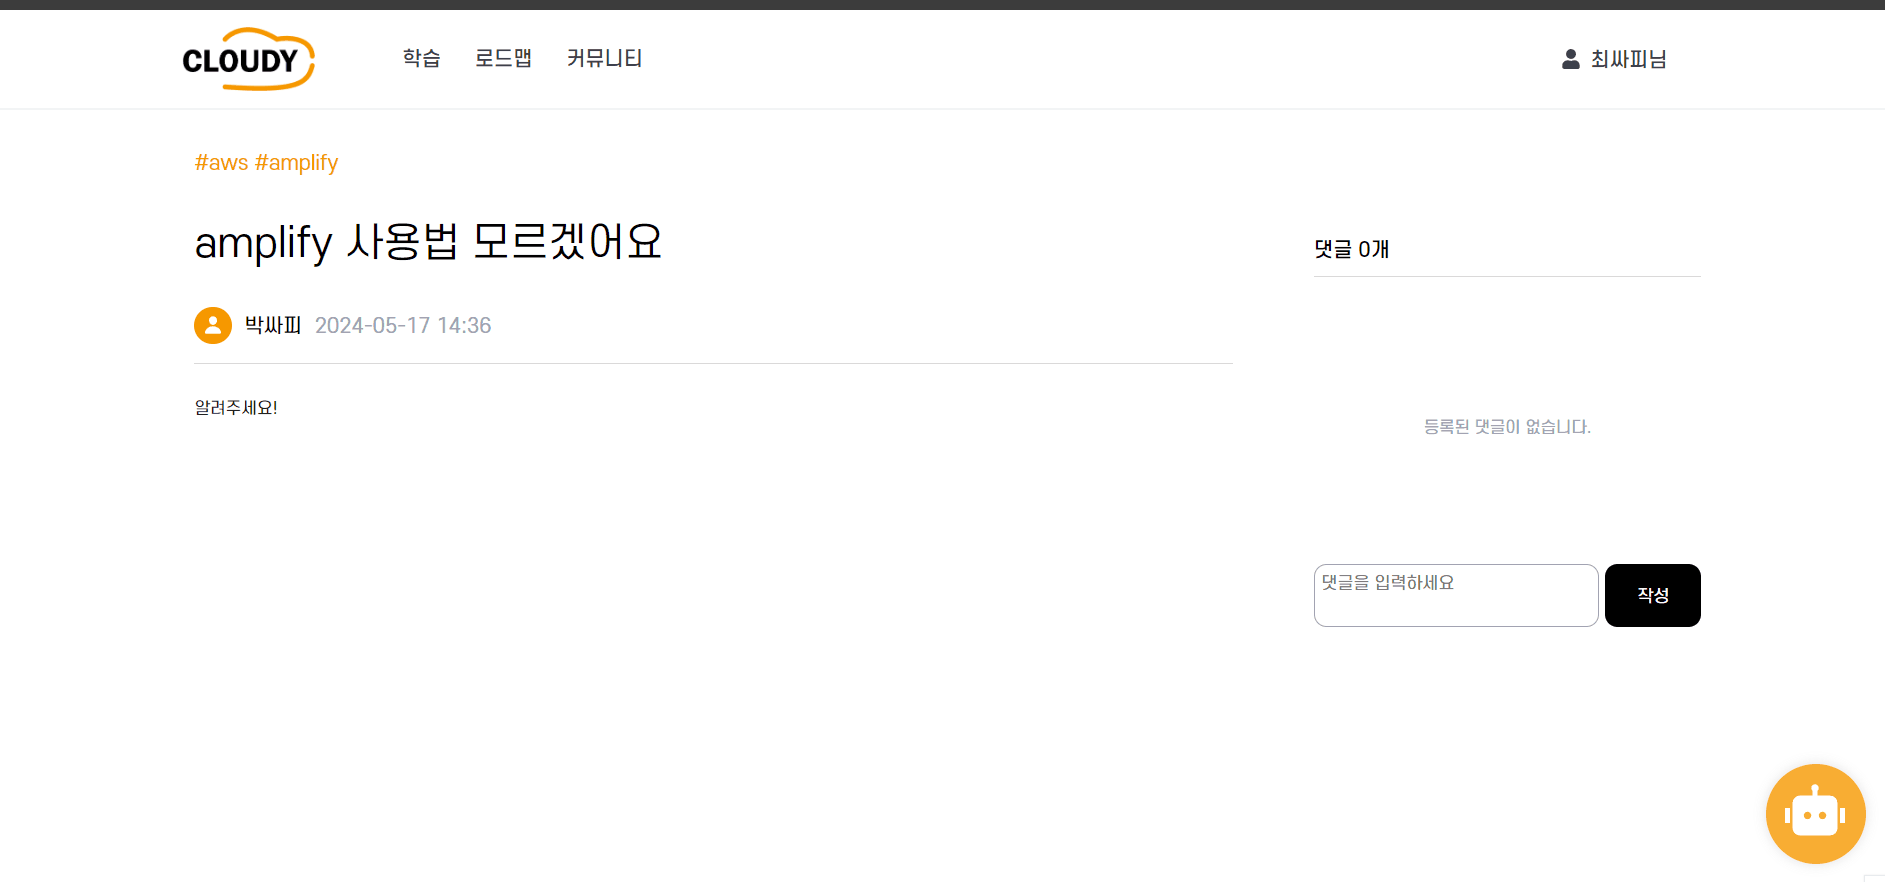 CLOUDY
학습 로드맵 커뮤니티
최싸피님
#aws #amplify
amplify 사용법 모르겠어요
박싸피 2024-05-17 14:36
알려주세요!
댓글 0개
등록된 댓글이 없습니다.
댓글을 입력하세요
작성